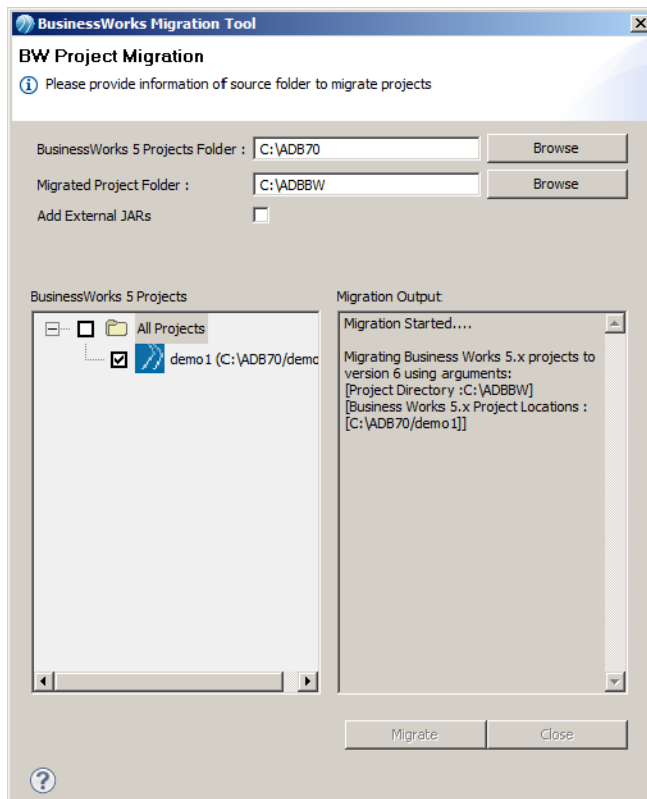 BusinessWorks Migration Tool
BW Project Migration
Please provide information of source folder to migrate projects
BusinessWorks 5 Projects Folder : C:\ADB70 Browse
Migrated Project Folder : C:\ADBBW Browse
Add External JARs
BusinessWorks 5 Projects
All Projects
demo1 (C:\ADB70/demo
Migration Output:
Migration Started....
Migrating Business Works 5.x projects to
version 6 using arguments:
[Project Directory :C:\ADBBW]
[Business Works 5.x Project Locations :
[C:\ADB70/demo1]]
Migrate Close